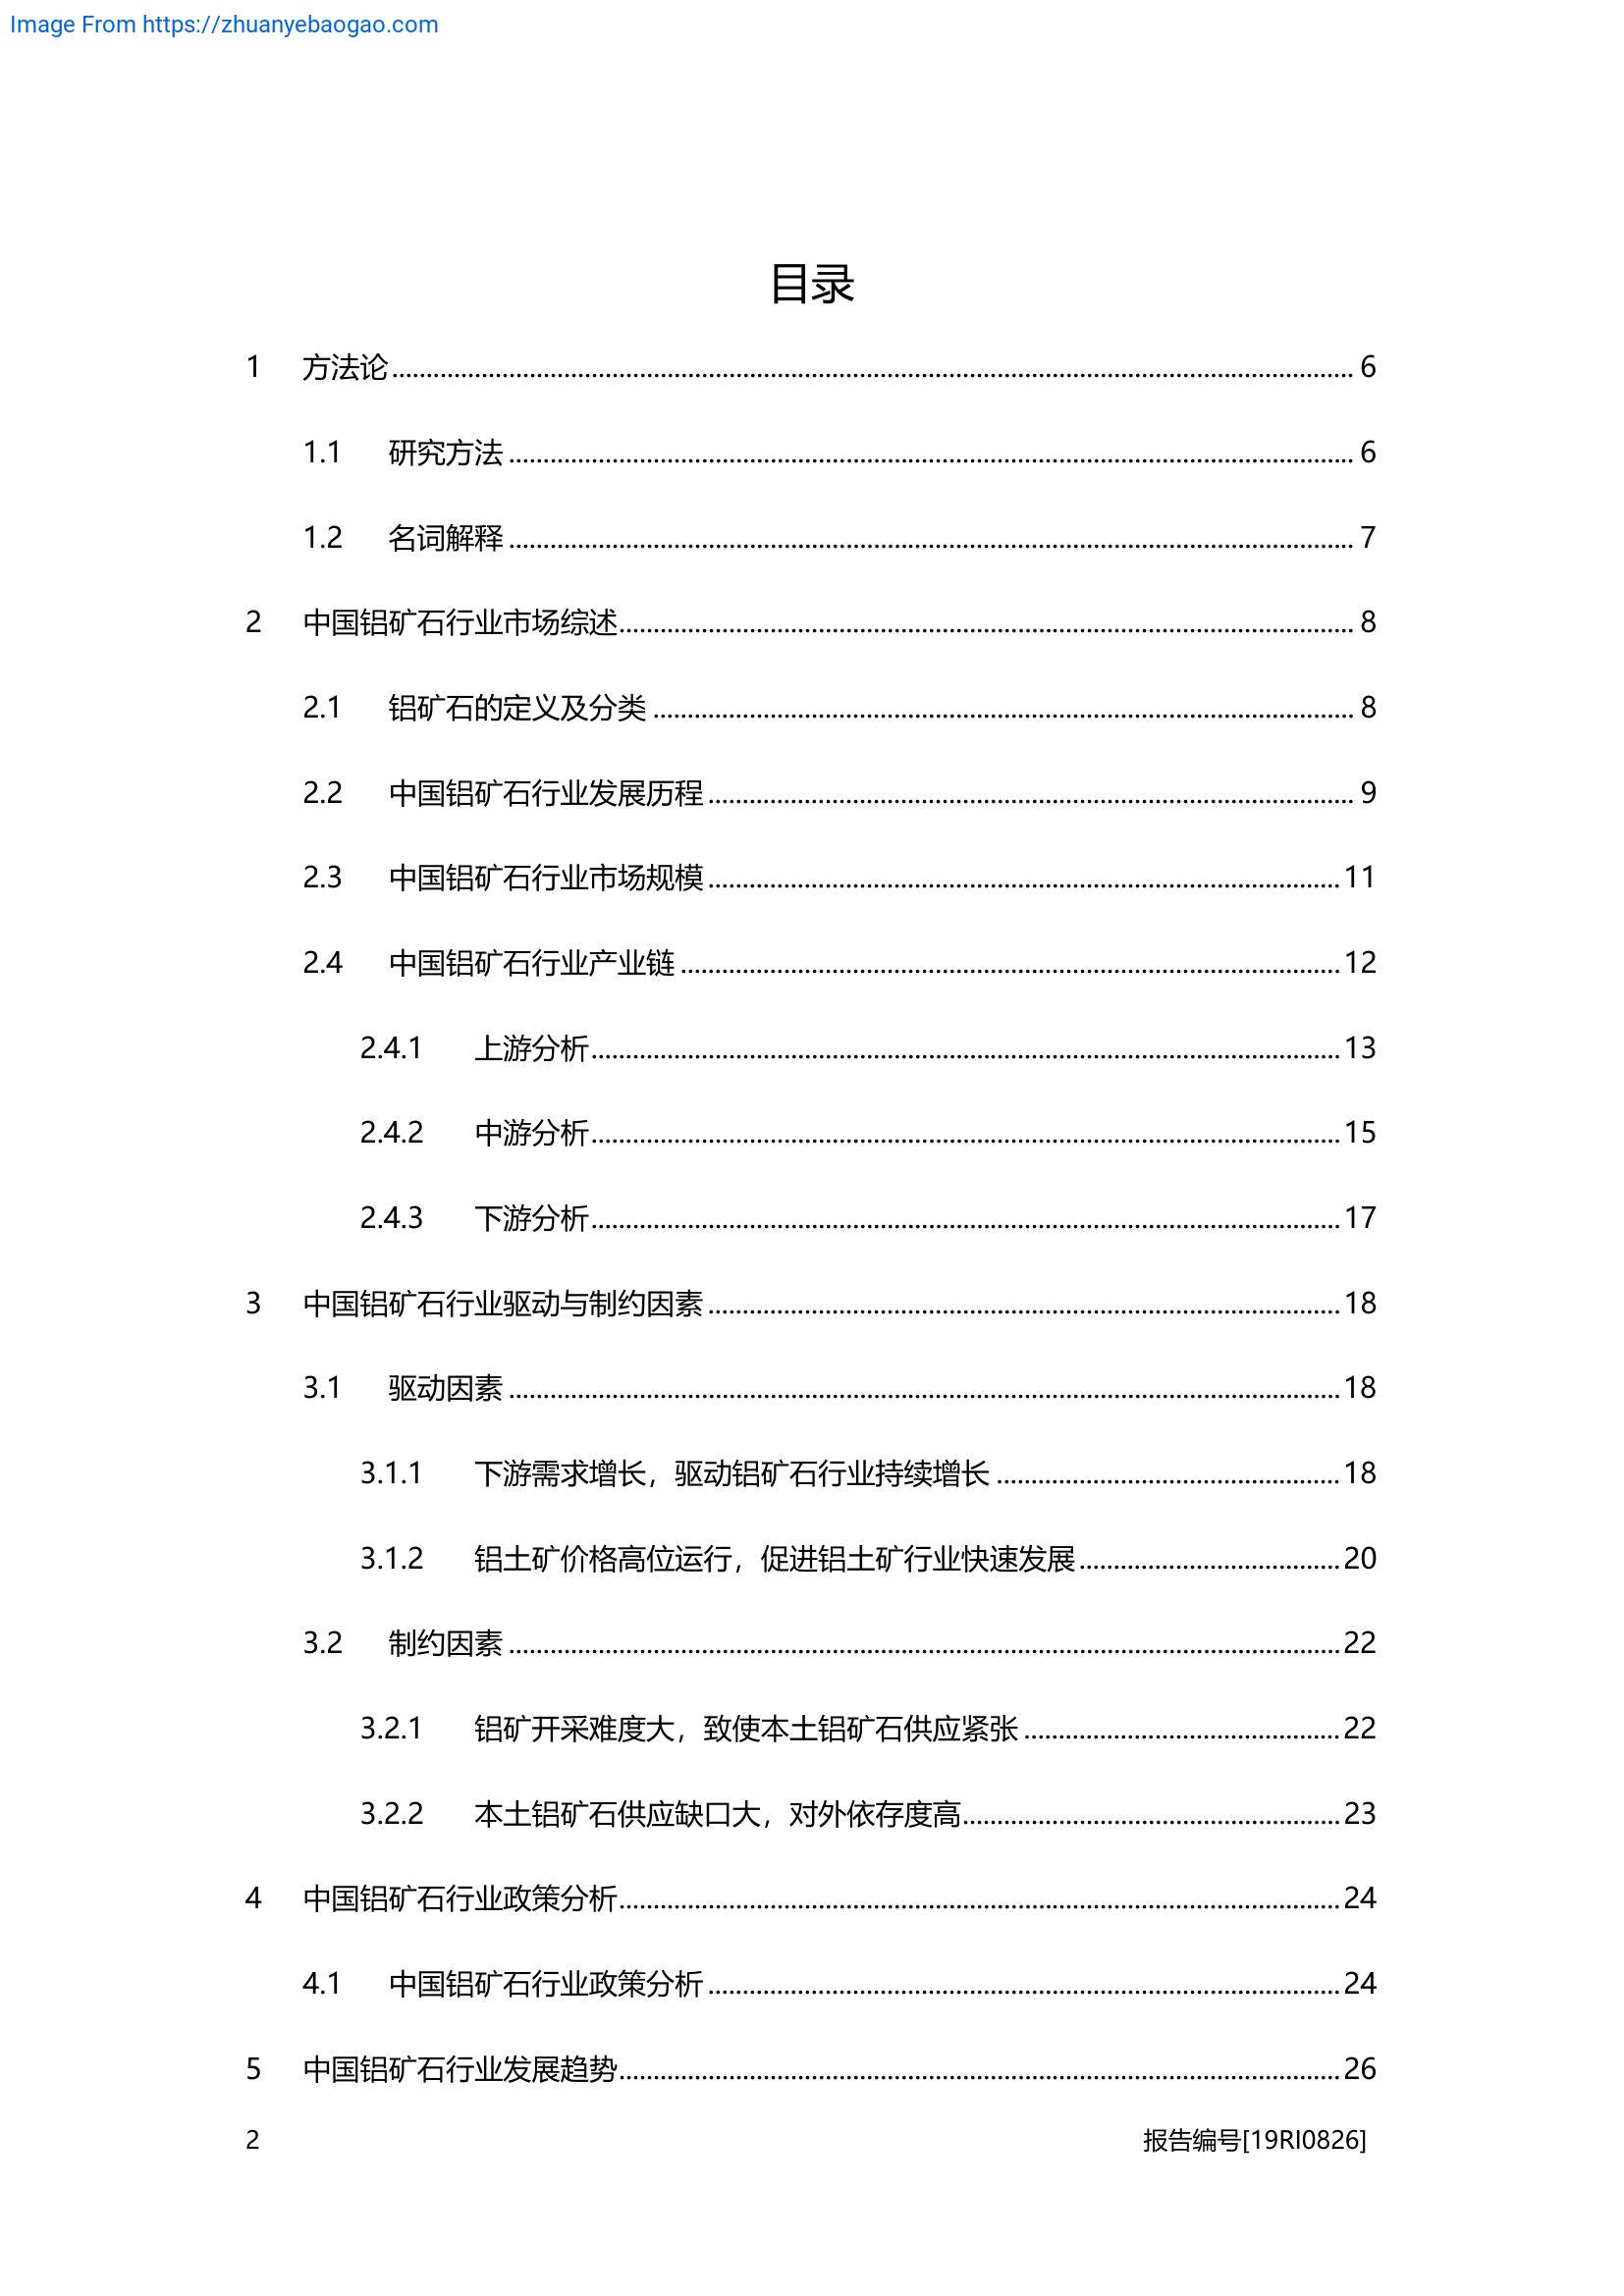 Image From https://zhuanyebaogao.com
目录
1 方法论 6
1.1 研究方法 6
1.2 名词解释 7
2 中国铝矿石行业市场综述 8
2.1 铝矿石的定义及分类 8
2.2 中国铝矿石行业发展历程 9
2.3 中国铝矿石行业市场规模 11
2.4 中国铝矿石行业产业链 12
2.4.1 上游分析 13
2.4.2 中游分析 15
2.4.3 下游分析 17
3 中国铝矿石行业驱动与制约因素 18
3.1 驱动因素 18
3.1.1 下游需求增长，驱动铝矿石行业持续增长 18
3.1.2 铝土矿价格高位运行，促进铝土矿行业快速发展 20
3.2 制约因素 22
3.2.1 铝矿开采难度大，致使本土铝矿石供应紧张 22
3.2.2 本土铝矿石供应缺口大，对外依存度高 23
4 中国铝矿石行业政策分析 24
4.1 中国铝矿石行业政策分析 24
5 中国铝矿石行业发展趋势 26
2 报告编号[19RI0826]